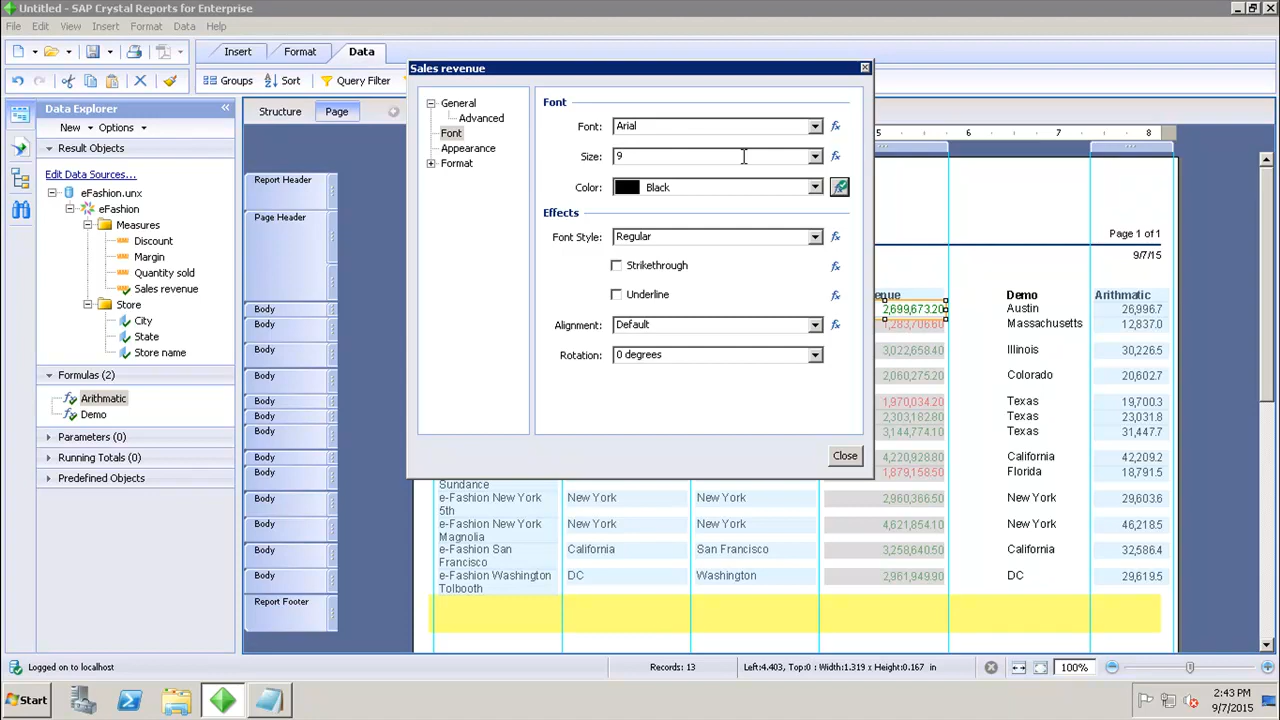 Untitled - SAP Crystal Reports for Enterprise
File Edit View Insert Format Data Help
Insert Format Data
Groups Sort Query Filter
Sales revenue
Data Explorer
New Options
Result Objects
Edit Data Sources...
eFashion.unx
eFashion
Measures
Discount
Margin
Quantity sold
Sales revenue
Store
City
State
Store name
Formulas (2)
Arithmatic
Demo
Parameters (0)
Running Totals (0)
Predefined Objects
Structure Page
Report Header
Page Header
Body
Body
Body
Body
Body
Body
Body
Body
Body
Body
Body
Body
Body
Report Footer
General
Advanced
Font
Appearance
Format
Font
Font: Arial
Size: 9
Color: Black
Effects
Font Style: Regular
Strikethrough
Underline
Alignment: Default
Rotation: 0 degrees
Close
5 6 7 8
Page 1 of 1
9/7/15
enue Demo Arithmatic
2,699,673.20 Austin 26,996.7
1,283,706.60 Massachusetts 12,837.0
3,022,658.40 Illinois 30,226.5
2,060,275.20 Colorado 20,602.7
1,970,034.20 Texas 19,700.3
2,303,182.80 Texas 23,031.8
3,144,774.10 Texas 31,447.7
4,220,928.80 California 42,209.2
1,879,158.50 Florida 18,791.5
Sundance
e-Fashion New York New York New York 2,960,366.50 New York 29,603.6
5th
e-Fashion New York New York New York 4,621,854.10 New York 46,218.5
Magnolia
e-Fashion San California San Francisco 3,258,640.50 California 32,586.4
Francisco
e-Fashion Washington DC Washington 2,961,949.90 DC 29,619.5
Tolbooth
Logged on to localhost
Records: 13
Left:4.403, Top:0 : Width:1.319 x Height:0.167 in
100%
Start
2:43 PM
9/7/2015